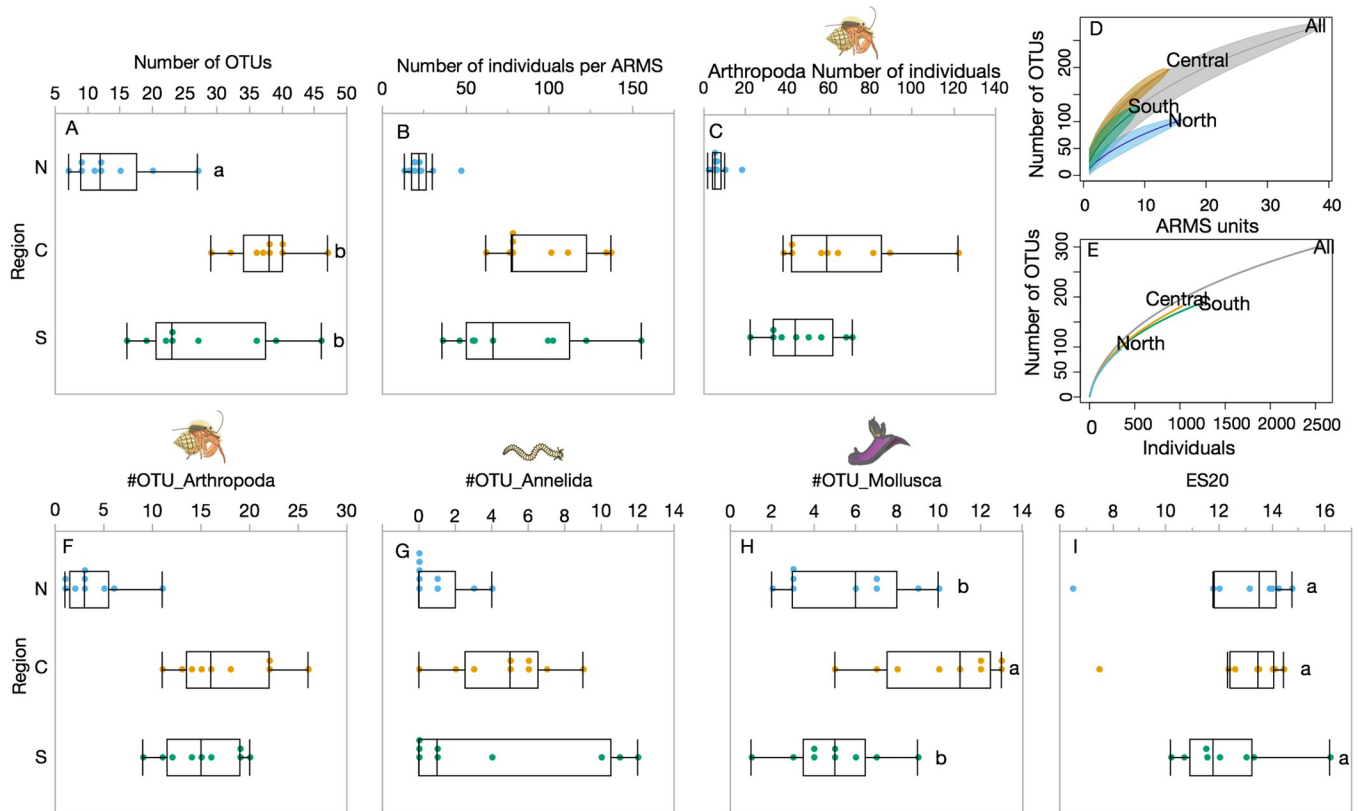 Number of OTUs
5 10 15 20 25 30 35 40 45 50
A
N
a
C
b
S
b
Region
Number of individuals per ARMS
0 50 100 150
B
Arthropoda Number of individuals
0 20 40 60 80 100 120 140
C
D
All
Central
South
North
Number of OTUs
0 50 100 200
0 10 20 30 40
ARMS units
E
All
Central
South
North
Number of OTUs
0 50 100 200 300
0 500 1000 1500 2000 2500
Individuals
#OTU_Arthropoda
0 5 10 15 20 25 30
F
N
C
S
Region
#OTU_Annelida
0 2 4 6 8 10 12 14
G
#OTU_Mollusca
0 2 4 6 8 10 12 14
H
b
a
b
ES20
6 8 10 12 14 16
I
a
a
a